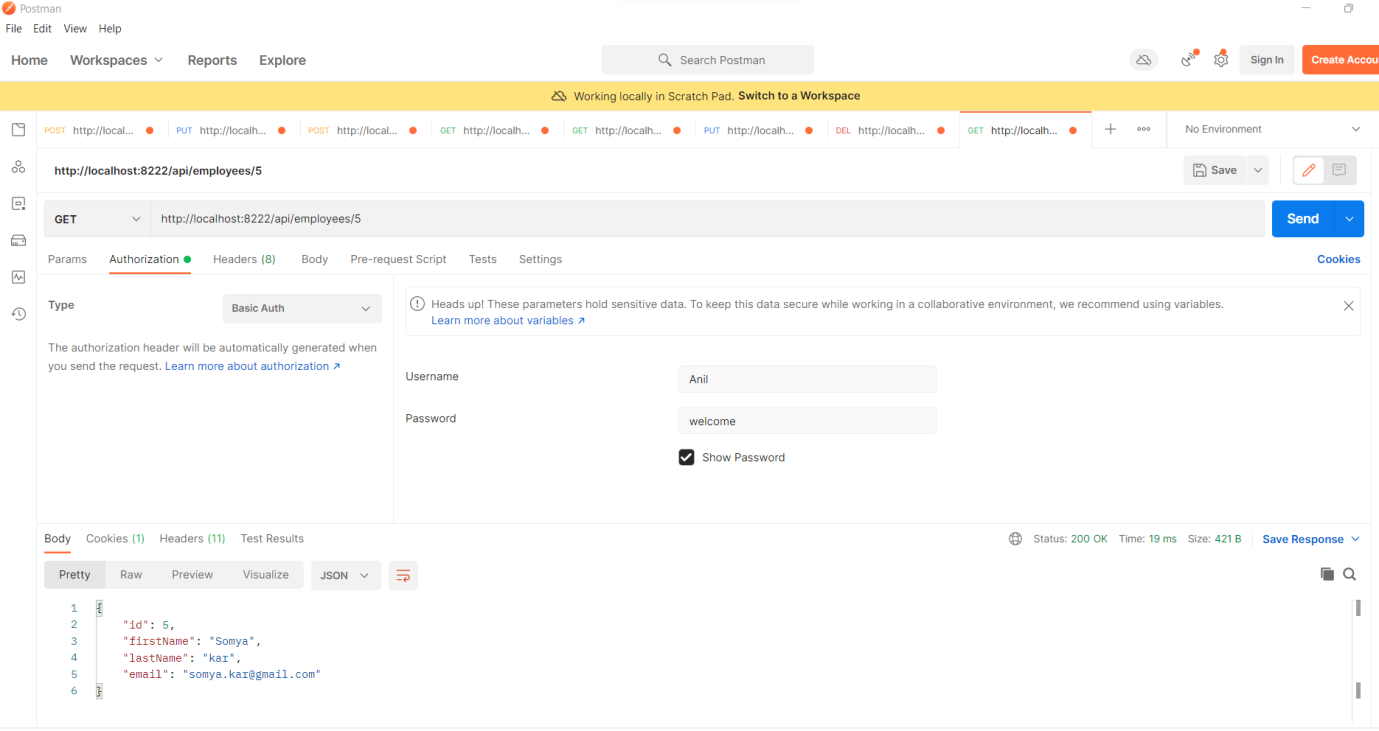 Postman
File Edit View Help
Home Workspaces Reports Explore Search Postman Sign In Create Accou
Working locally in Scratch Pad. Switch to a Workspace
POST http://local... PUT http://localh... POST http://local... GET http://localh... GET http://localh... PUT http://localh... DEL http://localh... GET http://localh... No Environment
http://localhost:8222/api/employees/5 Save
GET http://localhost:8222/api/employees/5 Send
Params Authorization Headers (8) Body Pre-request Script Tests Settings Cookies
Type Basic Auth
The authorization header will be automatically generated when
you send the request. Learn more about authorization ↗
Heads up! These parameters hold sensitive data. To keep this data secure while working in a collaborative environment, we recommend using variables.
Learn more about variables ↗
Username Anil
Password welcome
Show Password
Body Cookies (1) Headers (11) Test Results Status: 200 OK Time: 19 ms Size: 421 B Save Response
Pretty Raw Preview Visualize JSON
1 {
2 "id": 5,
3 "firstName": "Somya",
4 "lastName": "kar",
5 "email": "somya.kar@gmail.com"
6 }